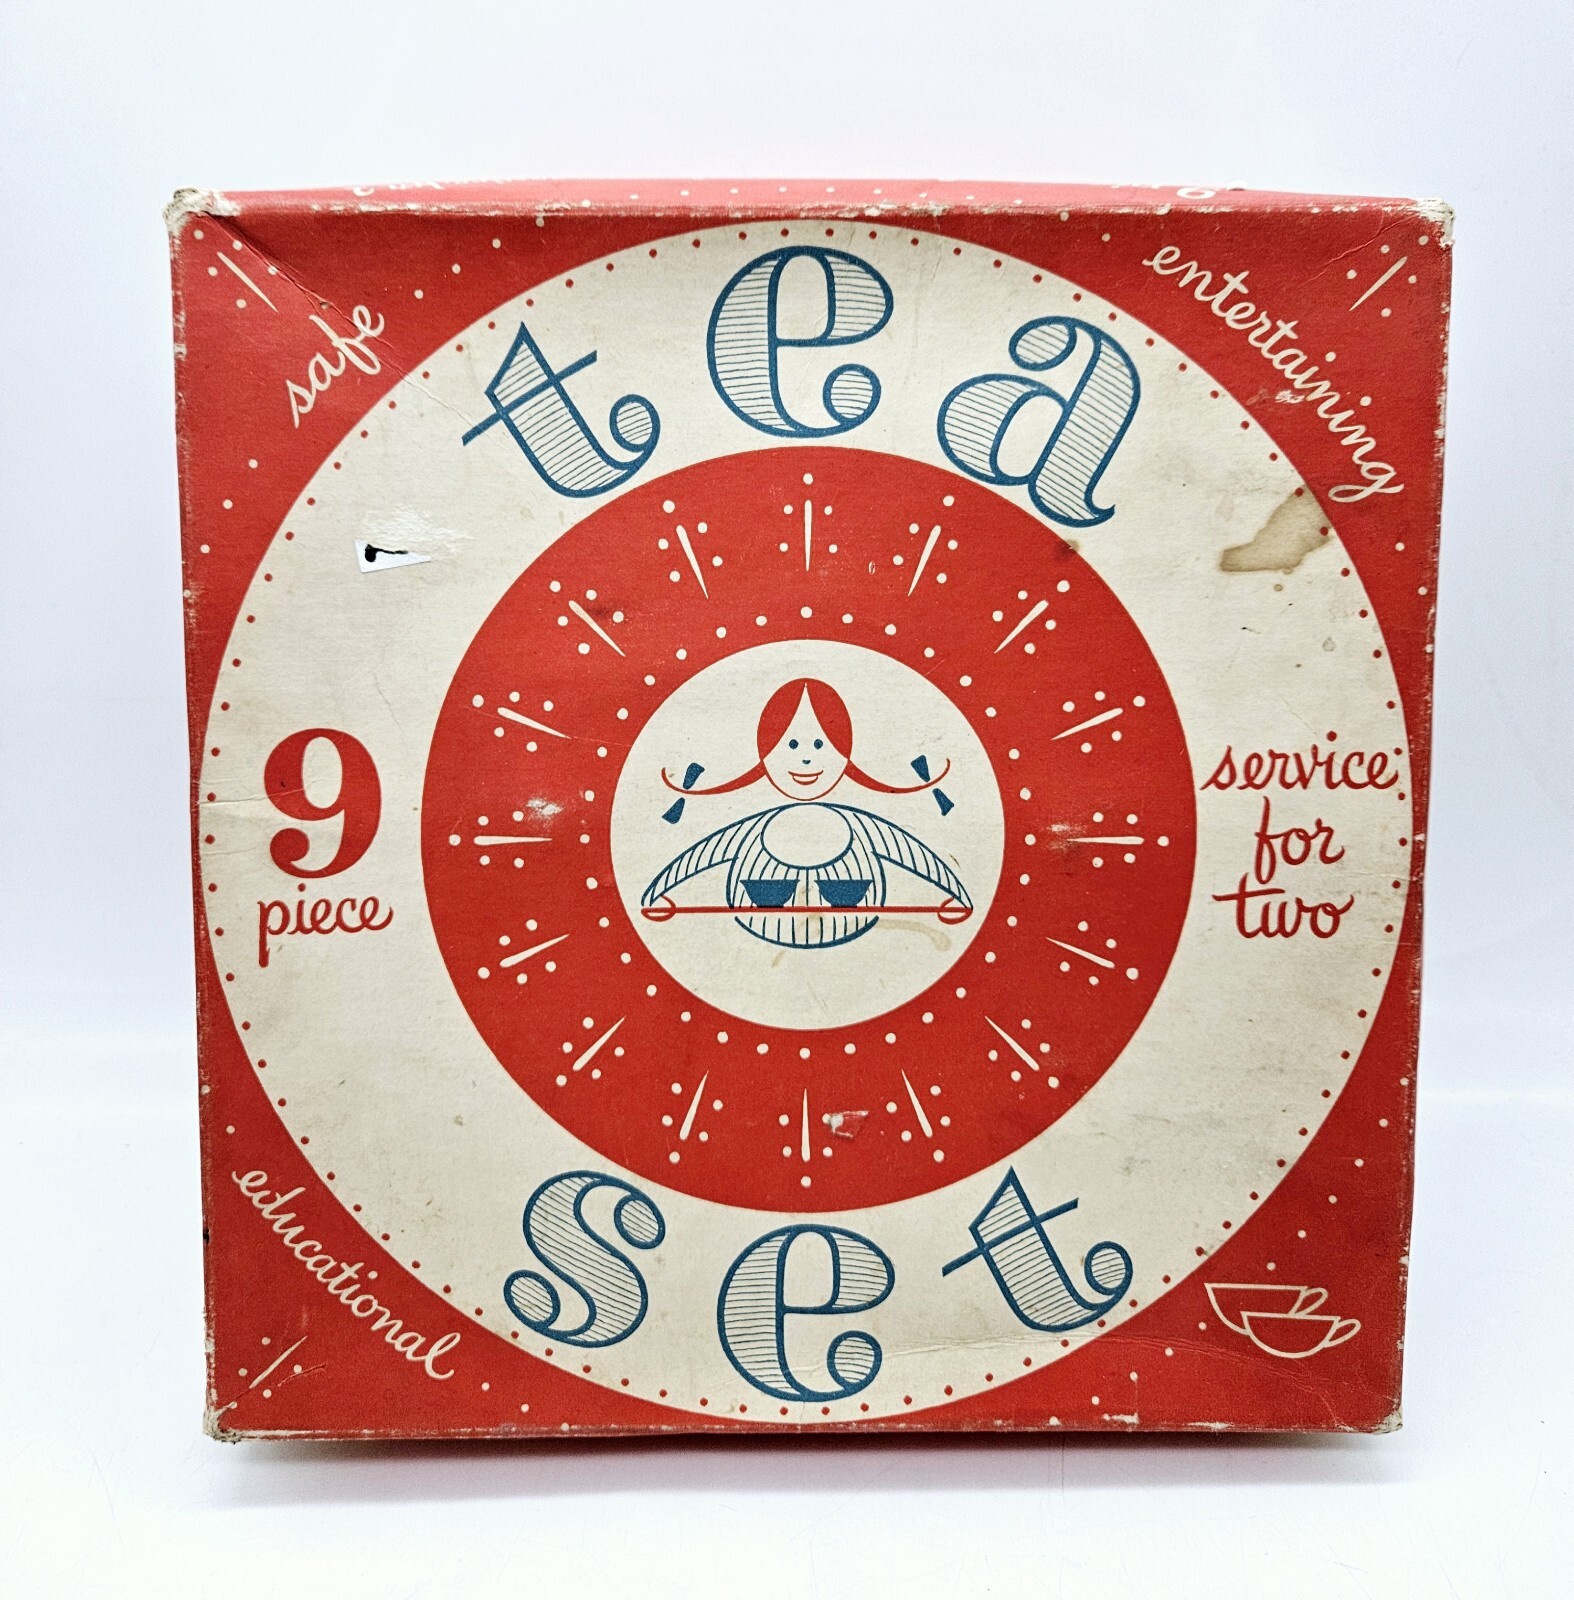 safe
entertaining
tea
9
piece
service
for
two
set
educational